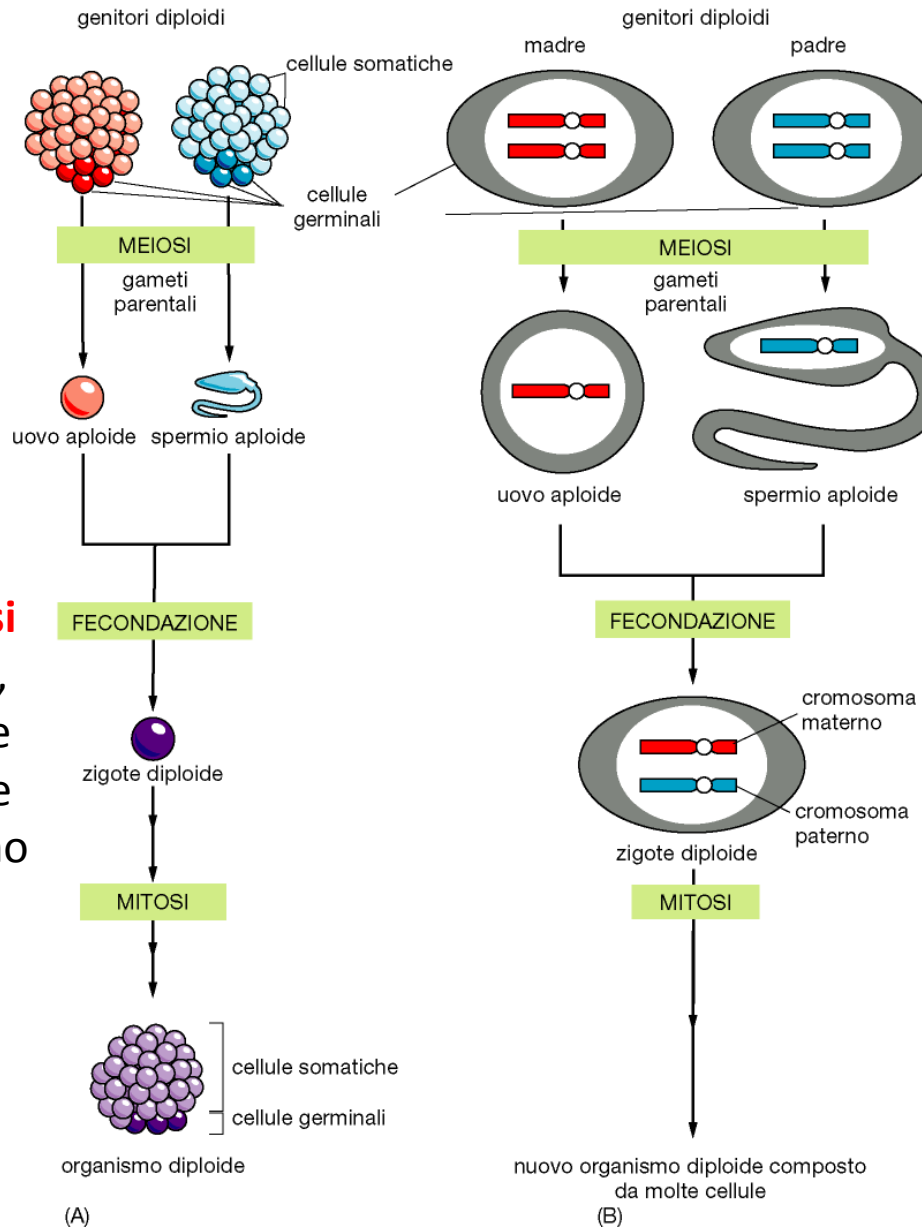 genitori diploidi
cellule somatiche
cellule
germinali
MEIOSI
gameti
parentali
uovo aploide
spermio aploide
si
,
e
e
FECONDAZIONE
zigote diploide
MITOSI
cellule somatiche
cellule germinali
organismo diploide
(A)
genitori diploidi
madre
padre
MEIOSI
gameti
parentali
uovo aploide
spermio aploide
FECONDAZIONE
cromosoma
materno
cromosoma
paterno
zigote diploide
MITOSI
nuovo organismo diploide composto
da molte cellule
(B)